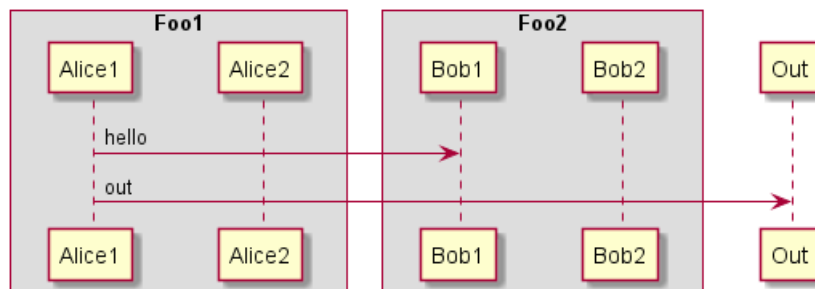 Foo1 Foo2
Alice1 Alice2 Bob1 Bob2 Out
hello
out
Alice1 Alice2 Bob1 Bob2 Out